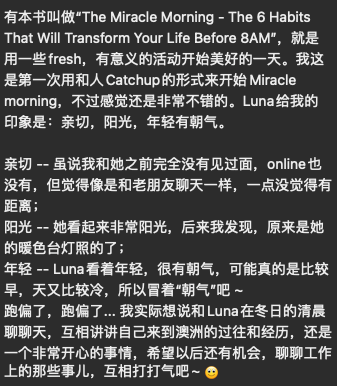 有本书叫做“The Miracle Morning - The 6 Habits
That Will Transform Your Life Before 8AM”，就是
用一些fresh，有意义的活动开始美好的一天。我这
是第一次用和人Catchup的形式来开始Miracle
morning，不过感觉还是非常不错的。Luna给我的
印象是：亲切，阳光，年轻有朝气。
亲切 -- 虽说我和她之前完全没有见过面，online也
没有，但觉得像是和老朋友聊天一样，一点没觉得有
距离；
阳光 -- 她看起来非常阳光，后来我发现，原来是她
的暖色台灯照的了；
年轻 -- Luna看着年轻，很有朝气，可能真的是比较
早，天又比较冷，所以冒着“朝气”吧 ~
跑偏了，跑偏了... 我实际想说和Luna在冬日的清晨
聊聊天，互相讲讲自己来到澳洲的过往和经历，还是
一个非常开心的事情，希望以后还有机会，聊聊工作
上的那些事儿，互相打打气吧 ~ 😀